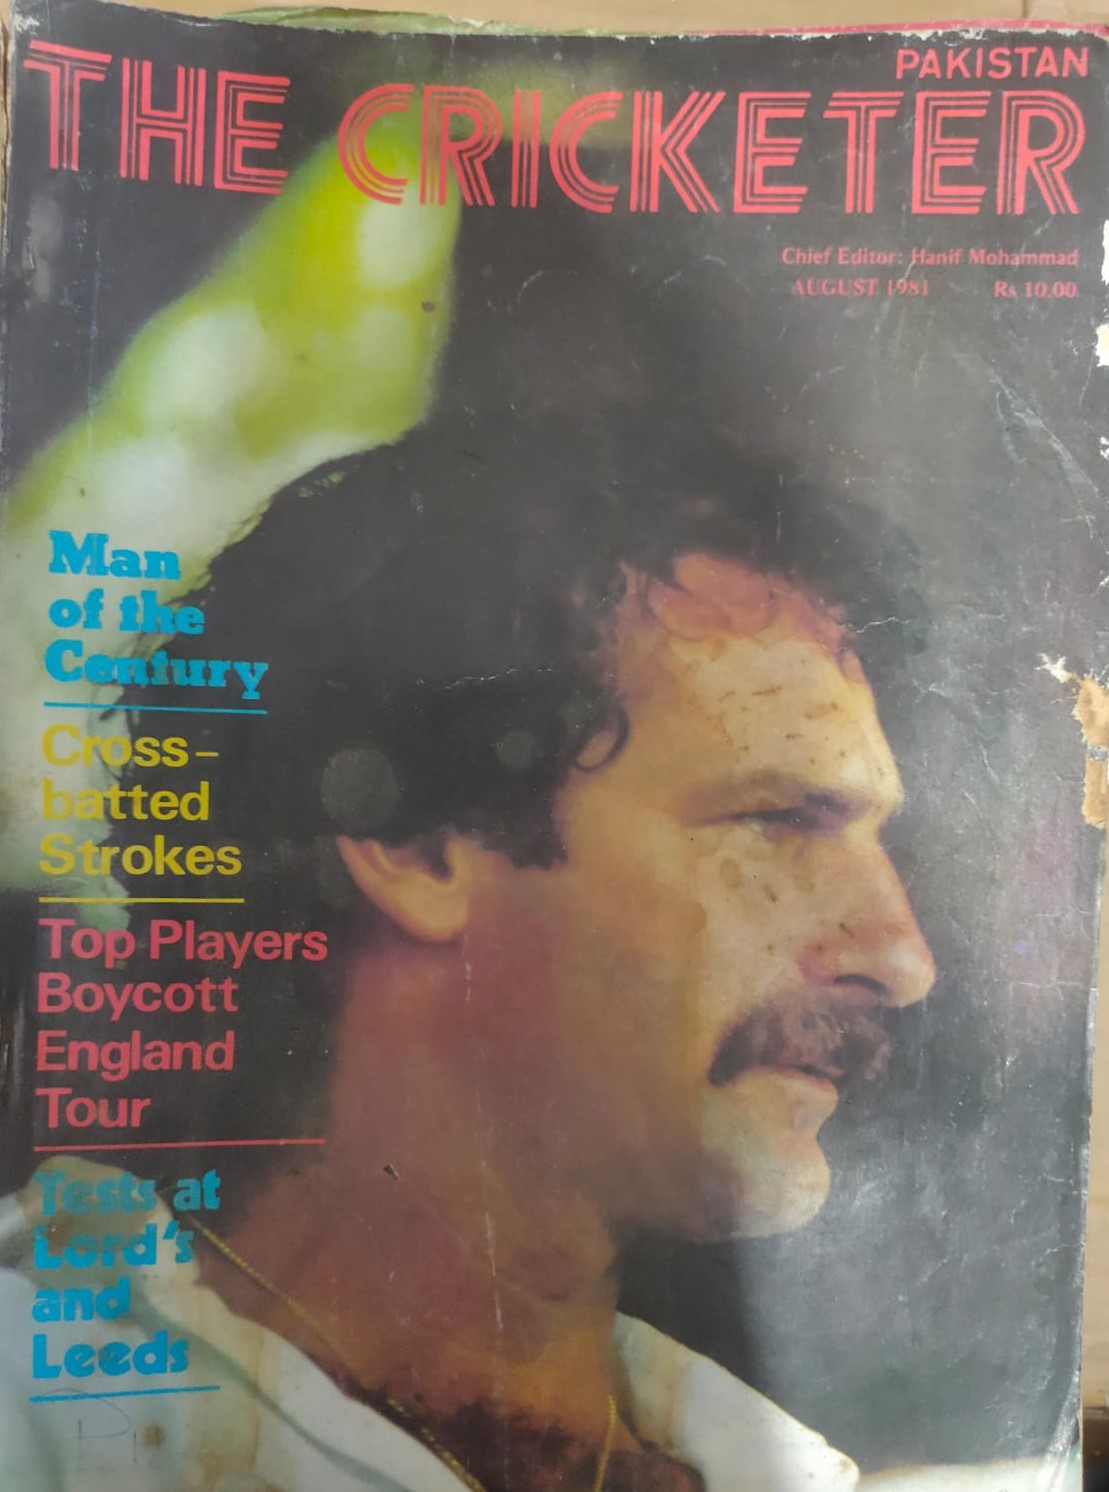 PAKISTAN
THE CRICKETER
Chief Editor: Hanif Mohammad
AUGUST 1981 Rs 10.00
Man
of the
Century
Cross-
batted
Strokes
Top Players
Boycott
England
Tour
Tests at
Lord's
and
Leeds